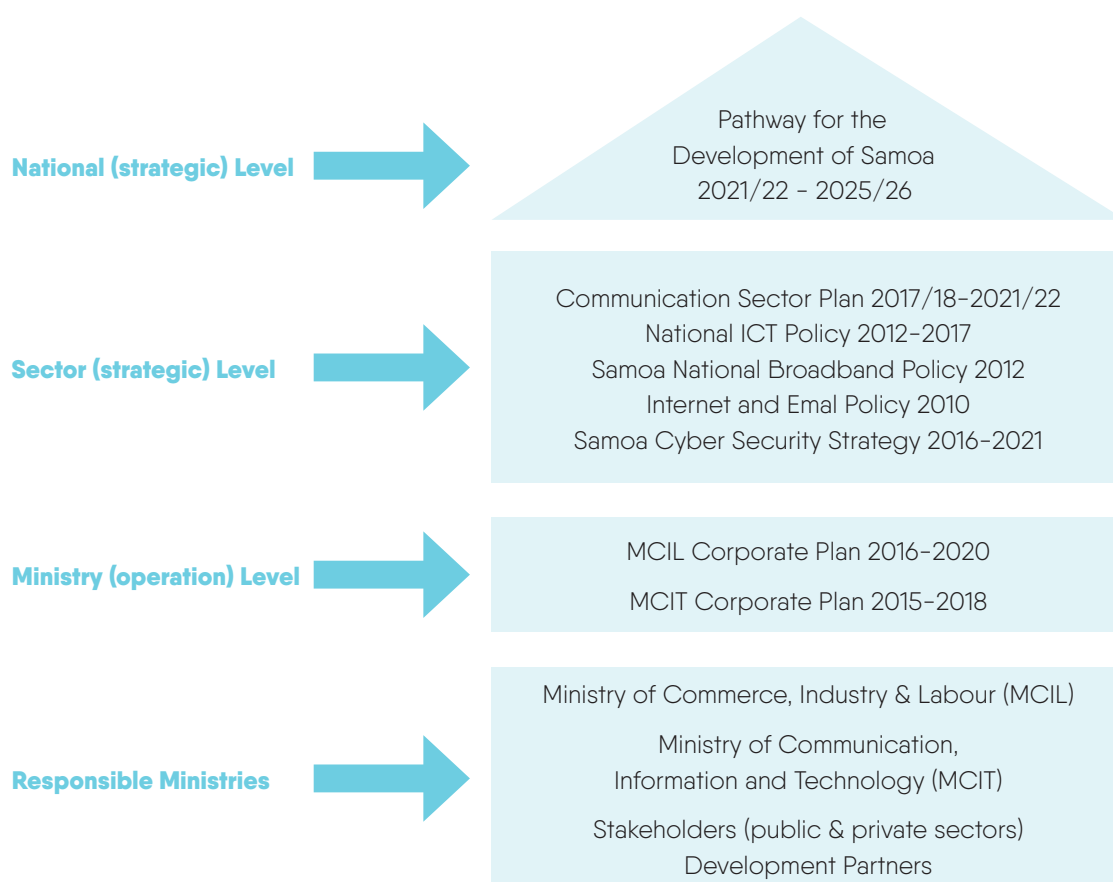 National (strategic) Level
Pathway for the
Development of Samoa
2021/22 - 2025/26
Sector (strategic) Level
Communication Sector Plan 2017/18-2021/22
National ICT Policy 2012-2017
Samoa National Broadband Policy 2012
Internet and Emal Policy 2010
Samoa Cyber Security Strategy 2016-2021
Ministry (operation) Level
MCIL Corporate Plan 2016-2020
MCIT Corporate Plan 2015-2018
Responsible Ministries
Ministry of Commerce, Industry & Labour (MCIL)
Ministry of Communication,
Information and Technology (MCIT)
Stakeholders (public & private sectors)
Development Partners